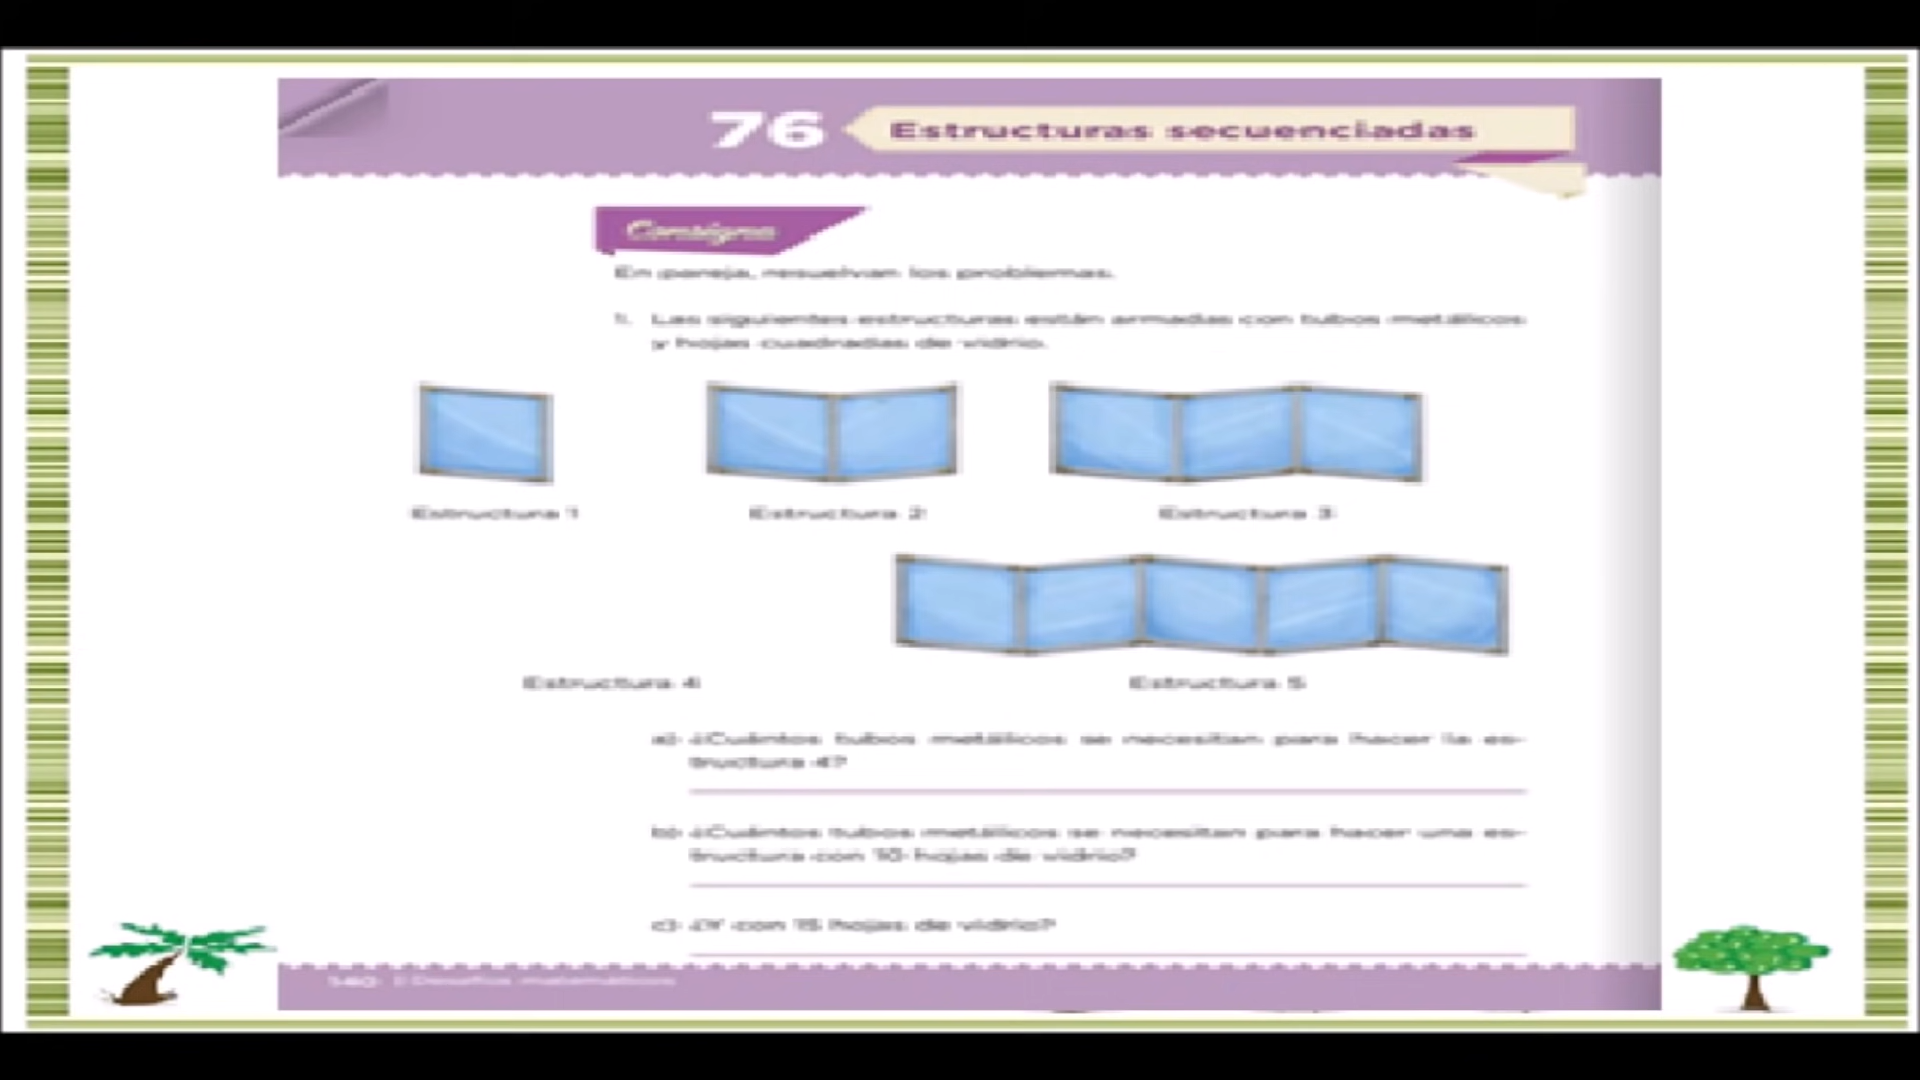 76 Estructuras secuenciadas
Consigna
En pareja, resuelvan los problemas.
1. Las siguientes estructuras están armadas con tubos metálicos
y hojas cuadradas de vidrio.
Estructura 1 Estructura 2 Estructura 3
Estructura 4 Estructura 5
a) ¿Cuántos tubos metálicos se necesitan para hacer la es-
tructura 4?
b) ¿Cuántos tubos metálicos se necesitan para hacer una es-
tructura con 10 hojas de vidrio?
c) ¿Y con 15 hojas de vidrio?
140 Desafíos matemáticos